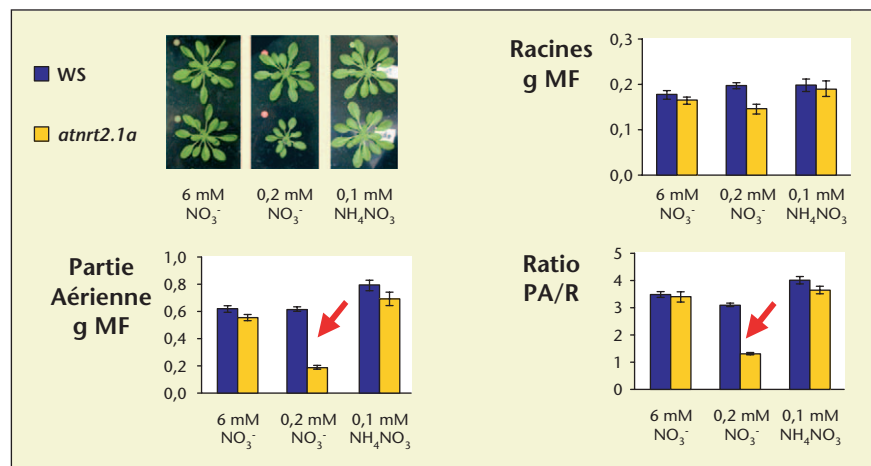 WS
atnrt2.1a
6 mM 0,2 mM 0,1 mM
NO₃⁻ NO₃⁻ NH₄NO₃
Racines
g MF
0,3
0,2
0,1
0,0
6 mM 0,2 mM 0,1 mM
NO₃⁻ NO₃⁻ NH₄NO₃
Partie
Aérienne
g MF
1,0
0,8
0,6
0,4
0,2
0,0
6 mM 0,2 mM 0,1 mM
NO₃⁻ NO₃⁻ NH₄NO₃
Ratio
PA/R
5
4
3
2
1
0
6 mM 0,2 mM 0,1 mM
NO₃⁻ NO₃⁻ NH₄NO₃